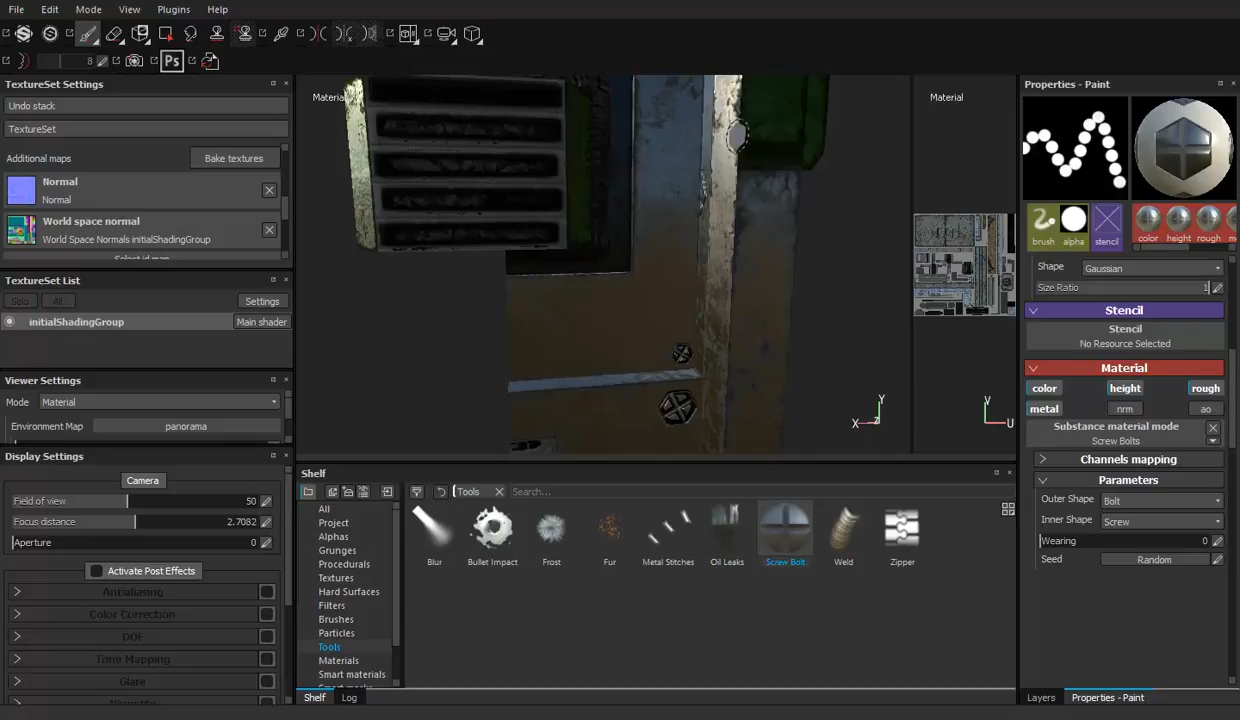 File Edit Mode View Plugins Help
8 Ps
TextureSet Settings
Undo stack
TextureSet
Additional maps Bake textures
Normal
Normal
World space normal
World Space Normals initialShadingGroup
Select id map
TextureSet List
Solo All Settings
initialShadingGroup Main shader
Viewer Settings
Mode Material
Environment Map panorama
Display Settings
Camera
Field of view 50
Focus distance 2.7082
Aperture 0
Activate Post Effects
Antialiasing
Color Correction
DOF
Tone Mapping
Glare
Vignette
Material
Y
X Z
Material
V
U
Shelf
Tools Search...
All
Project
Alphas
Grunges
Procedurals
Textures
Hard Surfaces
Filters
Brushes
Particles
Tools
Materials
Smart materials
Smart masks
Blur Bullet Impact Frost Fur Metal Stitches Oil Leaks Screw Bolt Weld Zipper
Shelf Log
Properties - Paint
brush alpha stencil color height rough m
Shape Gaussian
Size Ratio 1
Stencil
Stencil
No Resource Selected
Material
color height rough
metal nrm ao
Substance material mode
Screw Bolts
Channels mapping
Parameters
Outer Shape Bolt
Inner Shape Screw
Wearing 0
Seed Random
Layers Properties - Paint